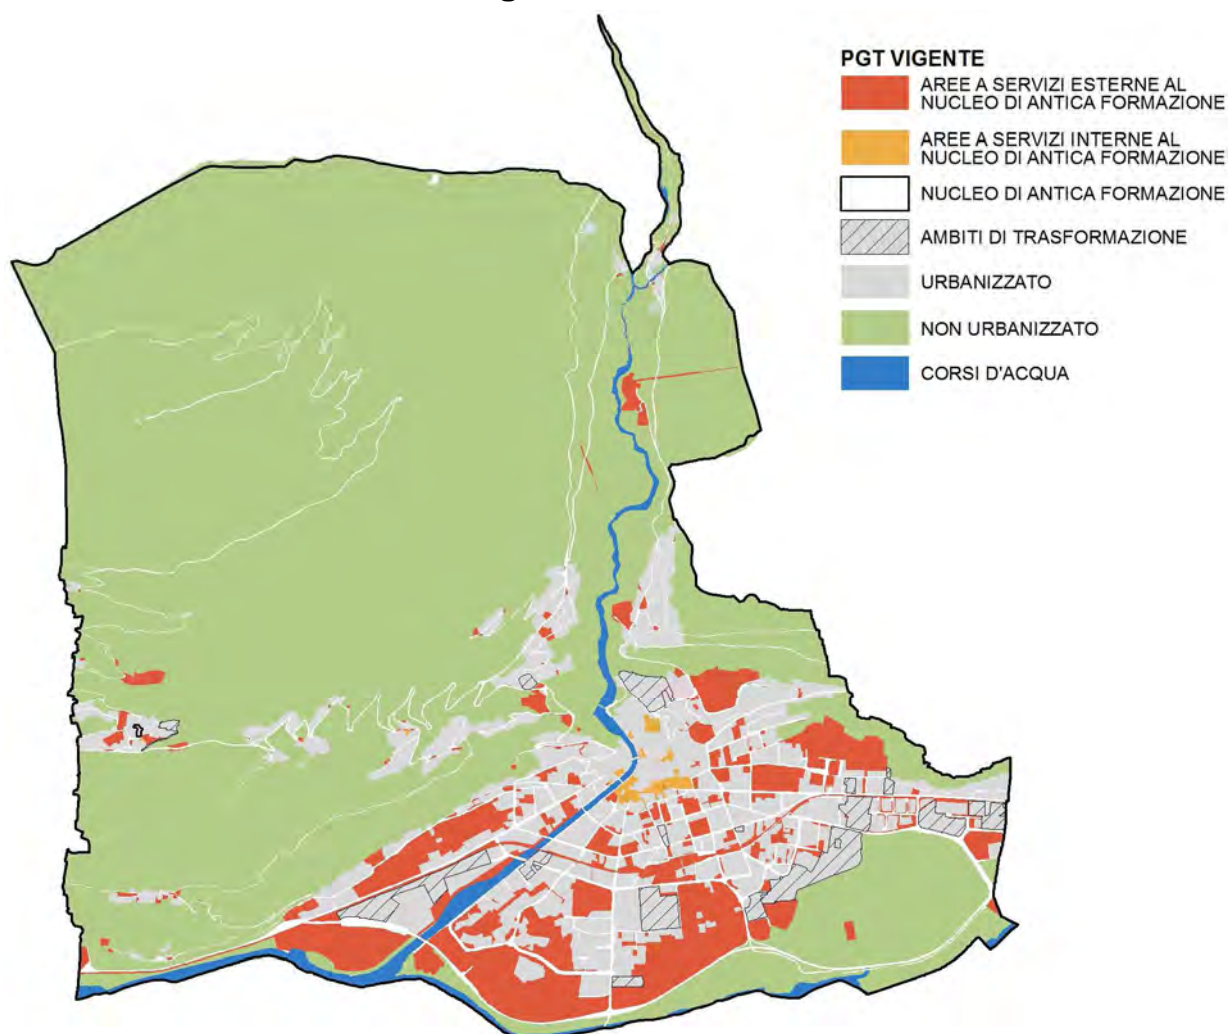 PGT VIGENTE
AREE A SERVIZI ESTERNE AL
NUCLEO DI ANTICA FORMAZIONE
AREE A SERVIZI INTERNE AL
NUCLEO DI ANTICA FORMAZIONE
NUCLEO DI ANTICA FORMAZIONE
AMBITI DI TRASFORMAZIONE
URBANIZZATO
NON URBANIZZATO
CORSI D'ACQUA